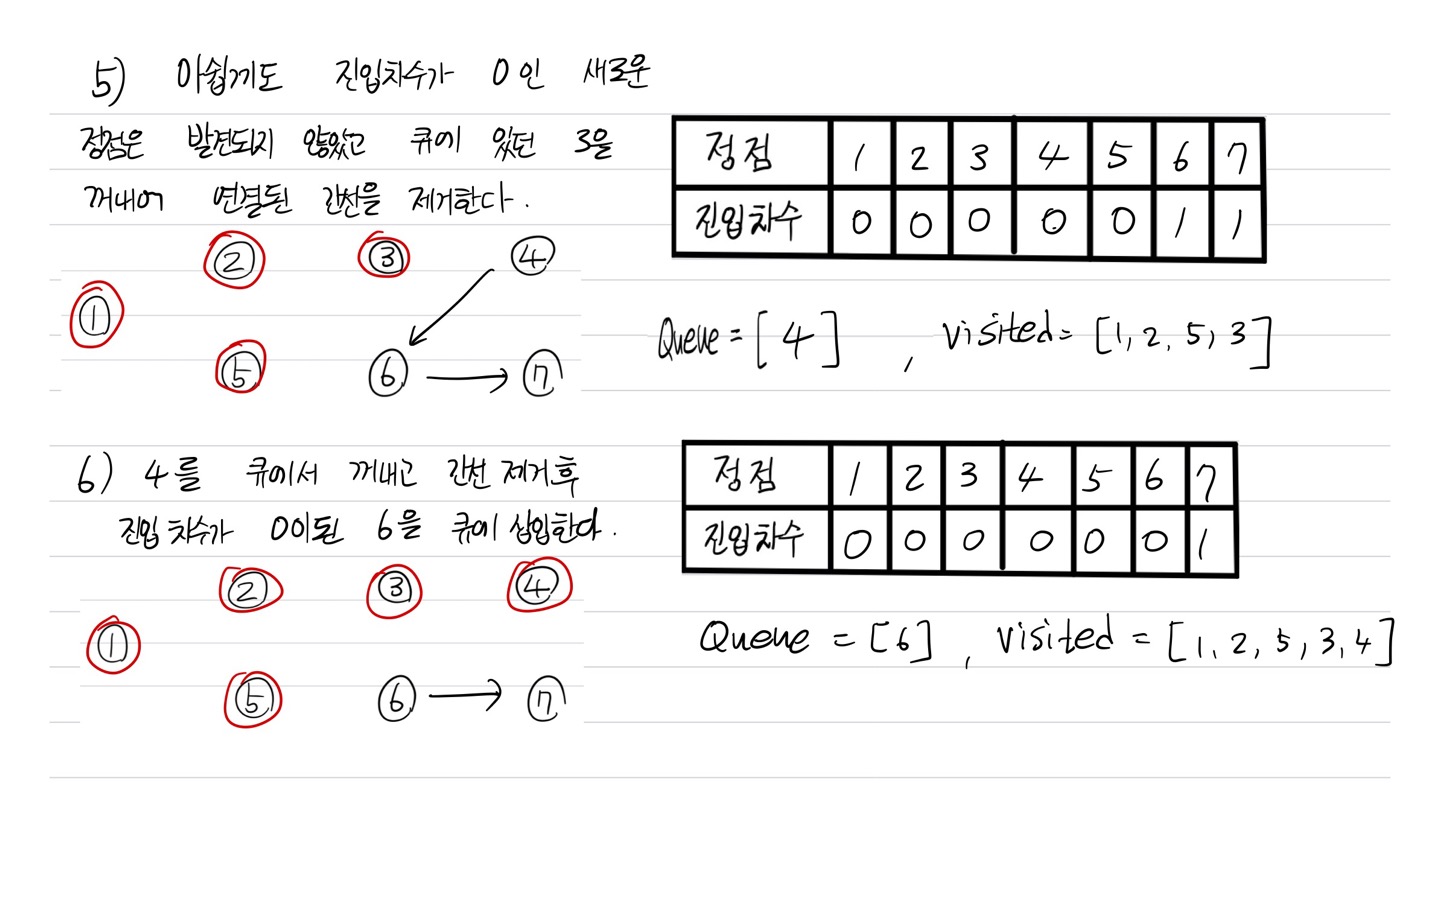 5) 아쉽게도 진입차수가 0인 새로운
정점은 발견되지 않았고 큐에 있던 3을
꺼내어 연결된 간선을 제거한다.
정점 1 2 3 4 5 6 7
진입차수 0 0 0 0 0 1 1
② ③ ④
①
⑤ ⑥ ⑦
Queue = [4] , visited = [1, 2, 5, 3]
6) 4를 큐에서 꺼내고 간선 제거후
진입 차수가 0이된 6을 큐에 삽입한다.
정점 1 2 3 4 5 6 7
진입차수 0 0 0 0 0 0 1
② ③ ④
①
⑤ ⑥ ⑦
Queue = [6] , visited = [1, 2, 5, 3, 4]